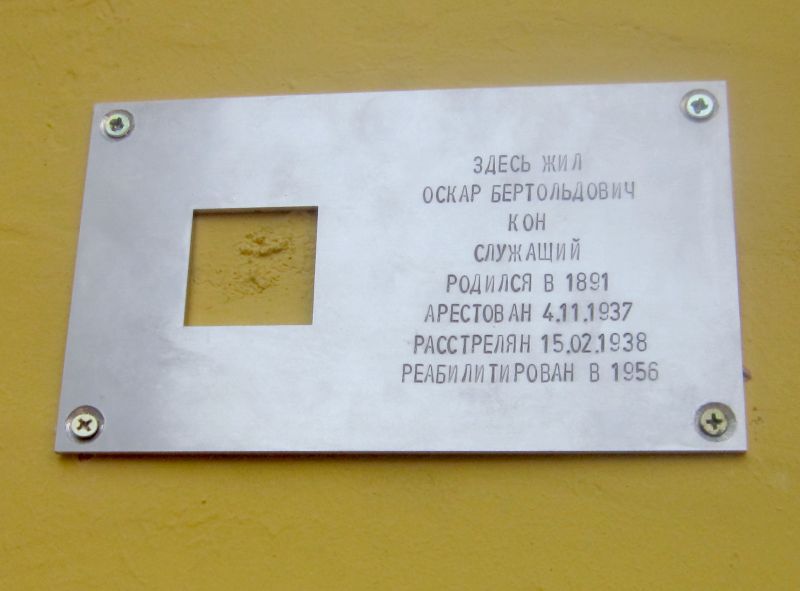 ЗДЕСЬ ЖИЛ
ОСКАР БЕРТОЛЬДОВИЧ
КОН
СЛУЖАЩИЙ
РОДИЛСЯ В 1891
АРЕСТОВАН 4.11.1937
РАССТРЕЛЯН 15.02.1938
РЕАБИЛИТИРОВАН В 1956